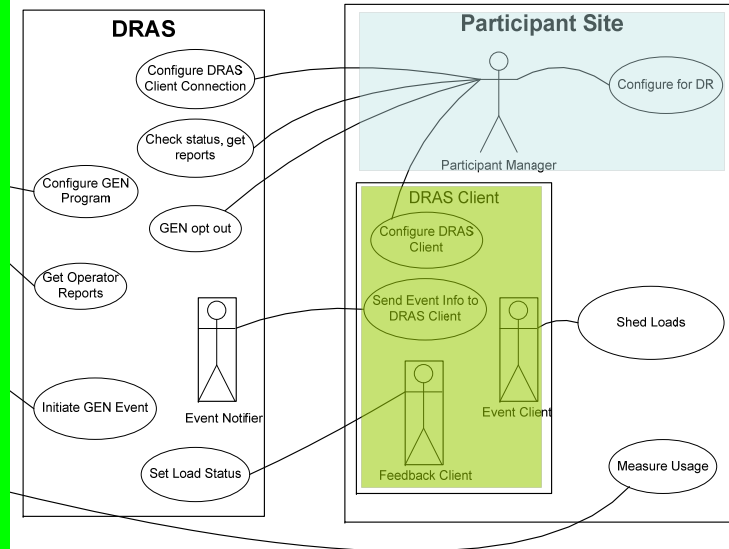 DRAS
Configure DRAS
Client Connection
Check status, get
reports
Configure GEN
Program
GEN opt out
Get Operator
Reports
Event Notifier
Initiate GEN Event
Set Load Status
Participant Site
Configure for DR
Participant Manager
DRAS Client
Configure DRAS
Client
Send Event Info to
DRAS Client
Shed Loads
Event Client
Feedback Client
Measure Usage